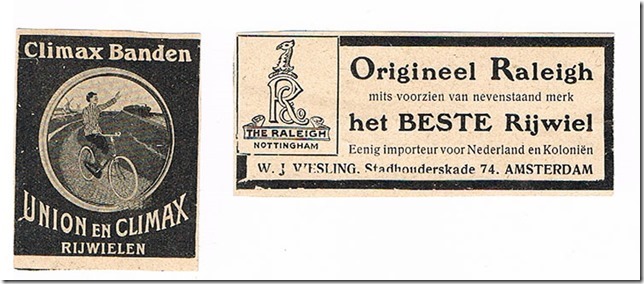 Climax Banden
UNION EN CLIMAX
RIJWIELEN
R
THE RALEIGH
NOTTINGHAM
Origineel Raleigh
mits voorzien van nevenstaand merk
het BESTE Rijwiel
Eenig importeur voor Nederland en Koloniën
W. J. WESLING, Stadhouderskade 74, AMSTERDAM